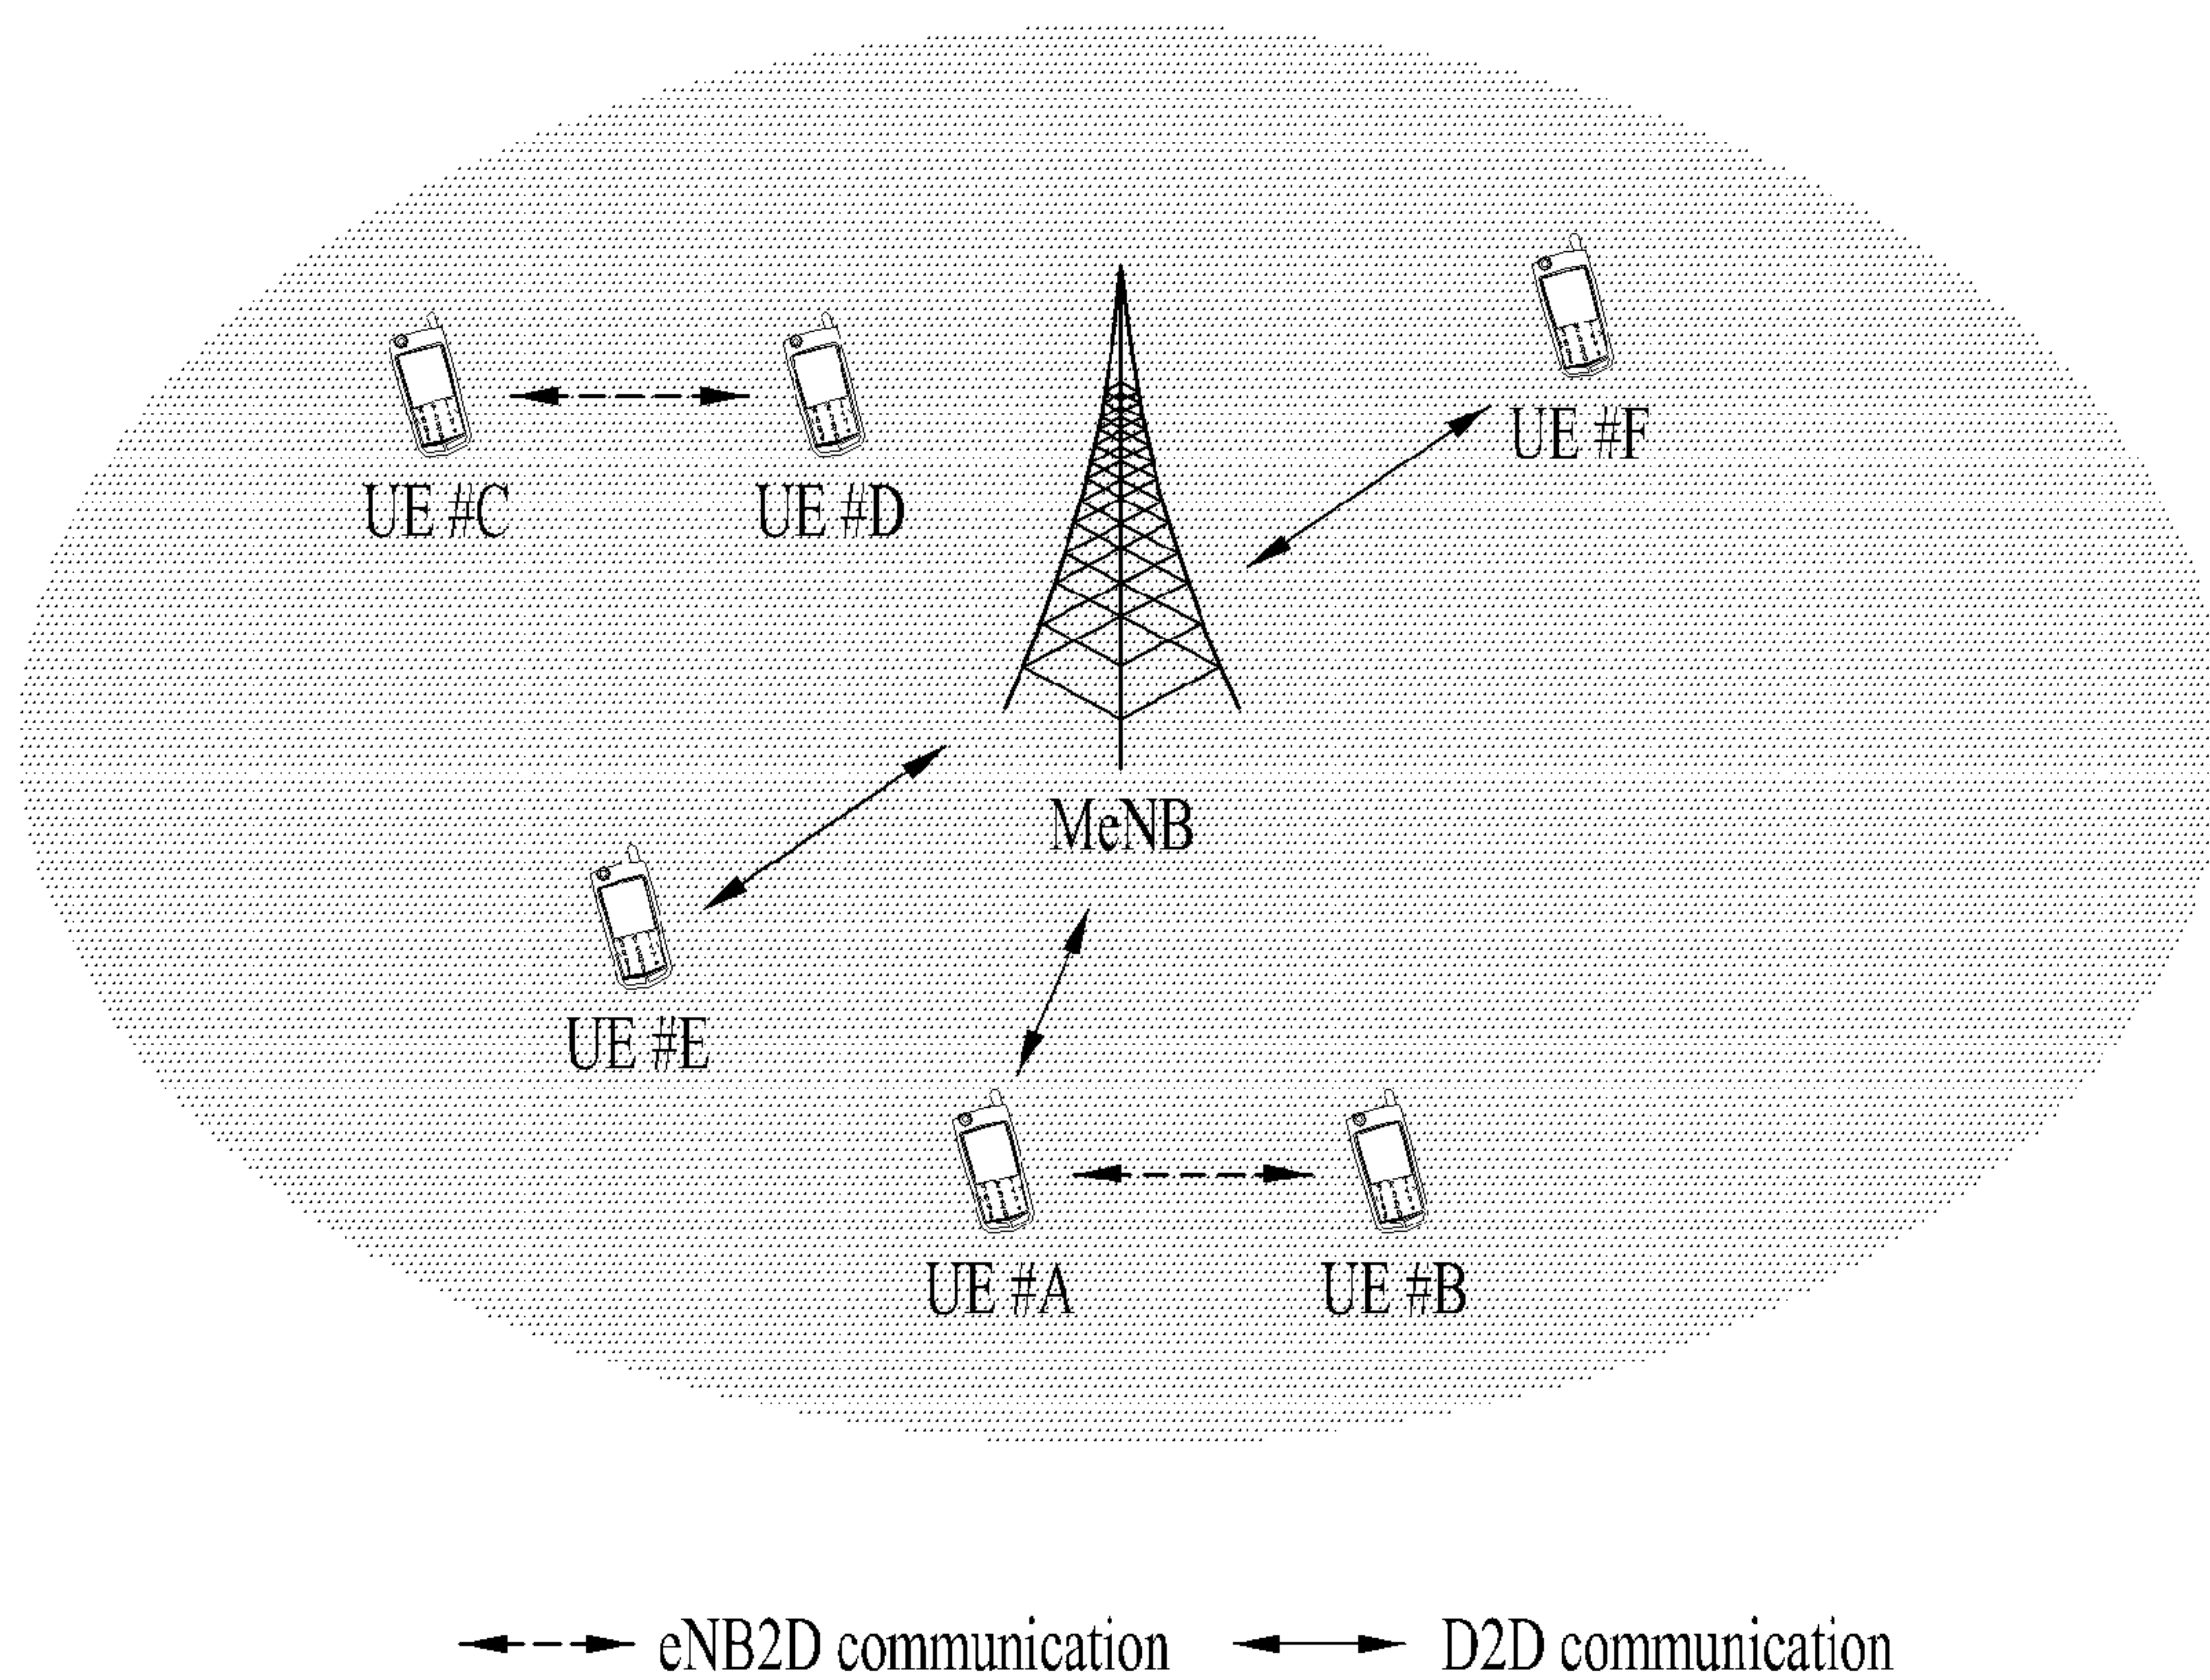 UE #F
UE #C
UE #D
MeNB
UE #E
UE #A
UE #B
eNB2D communication
D2D communication